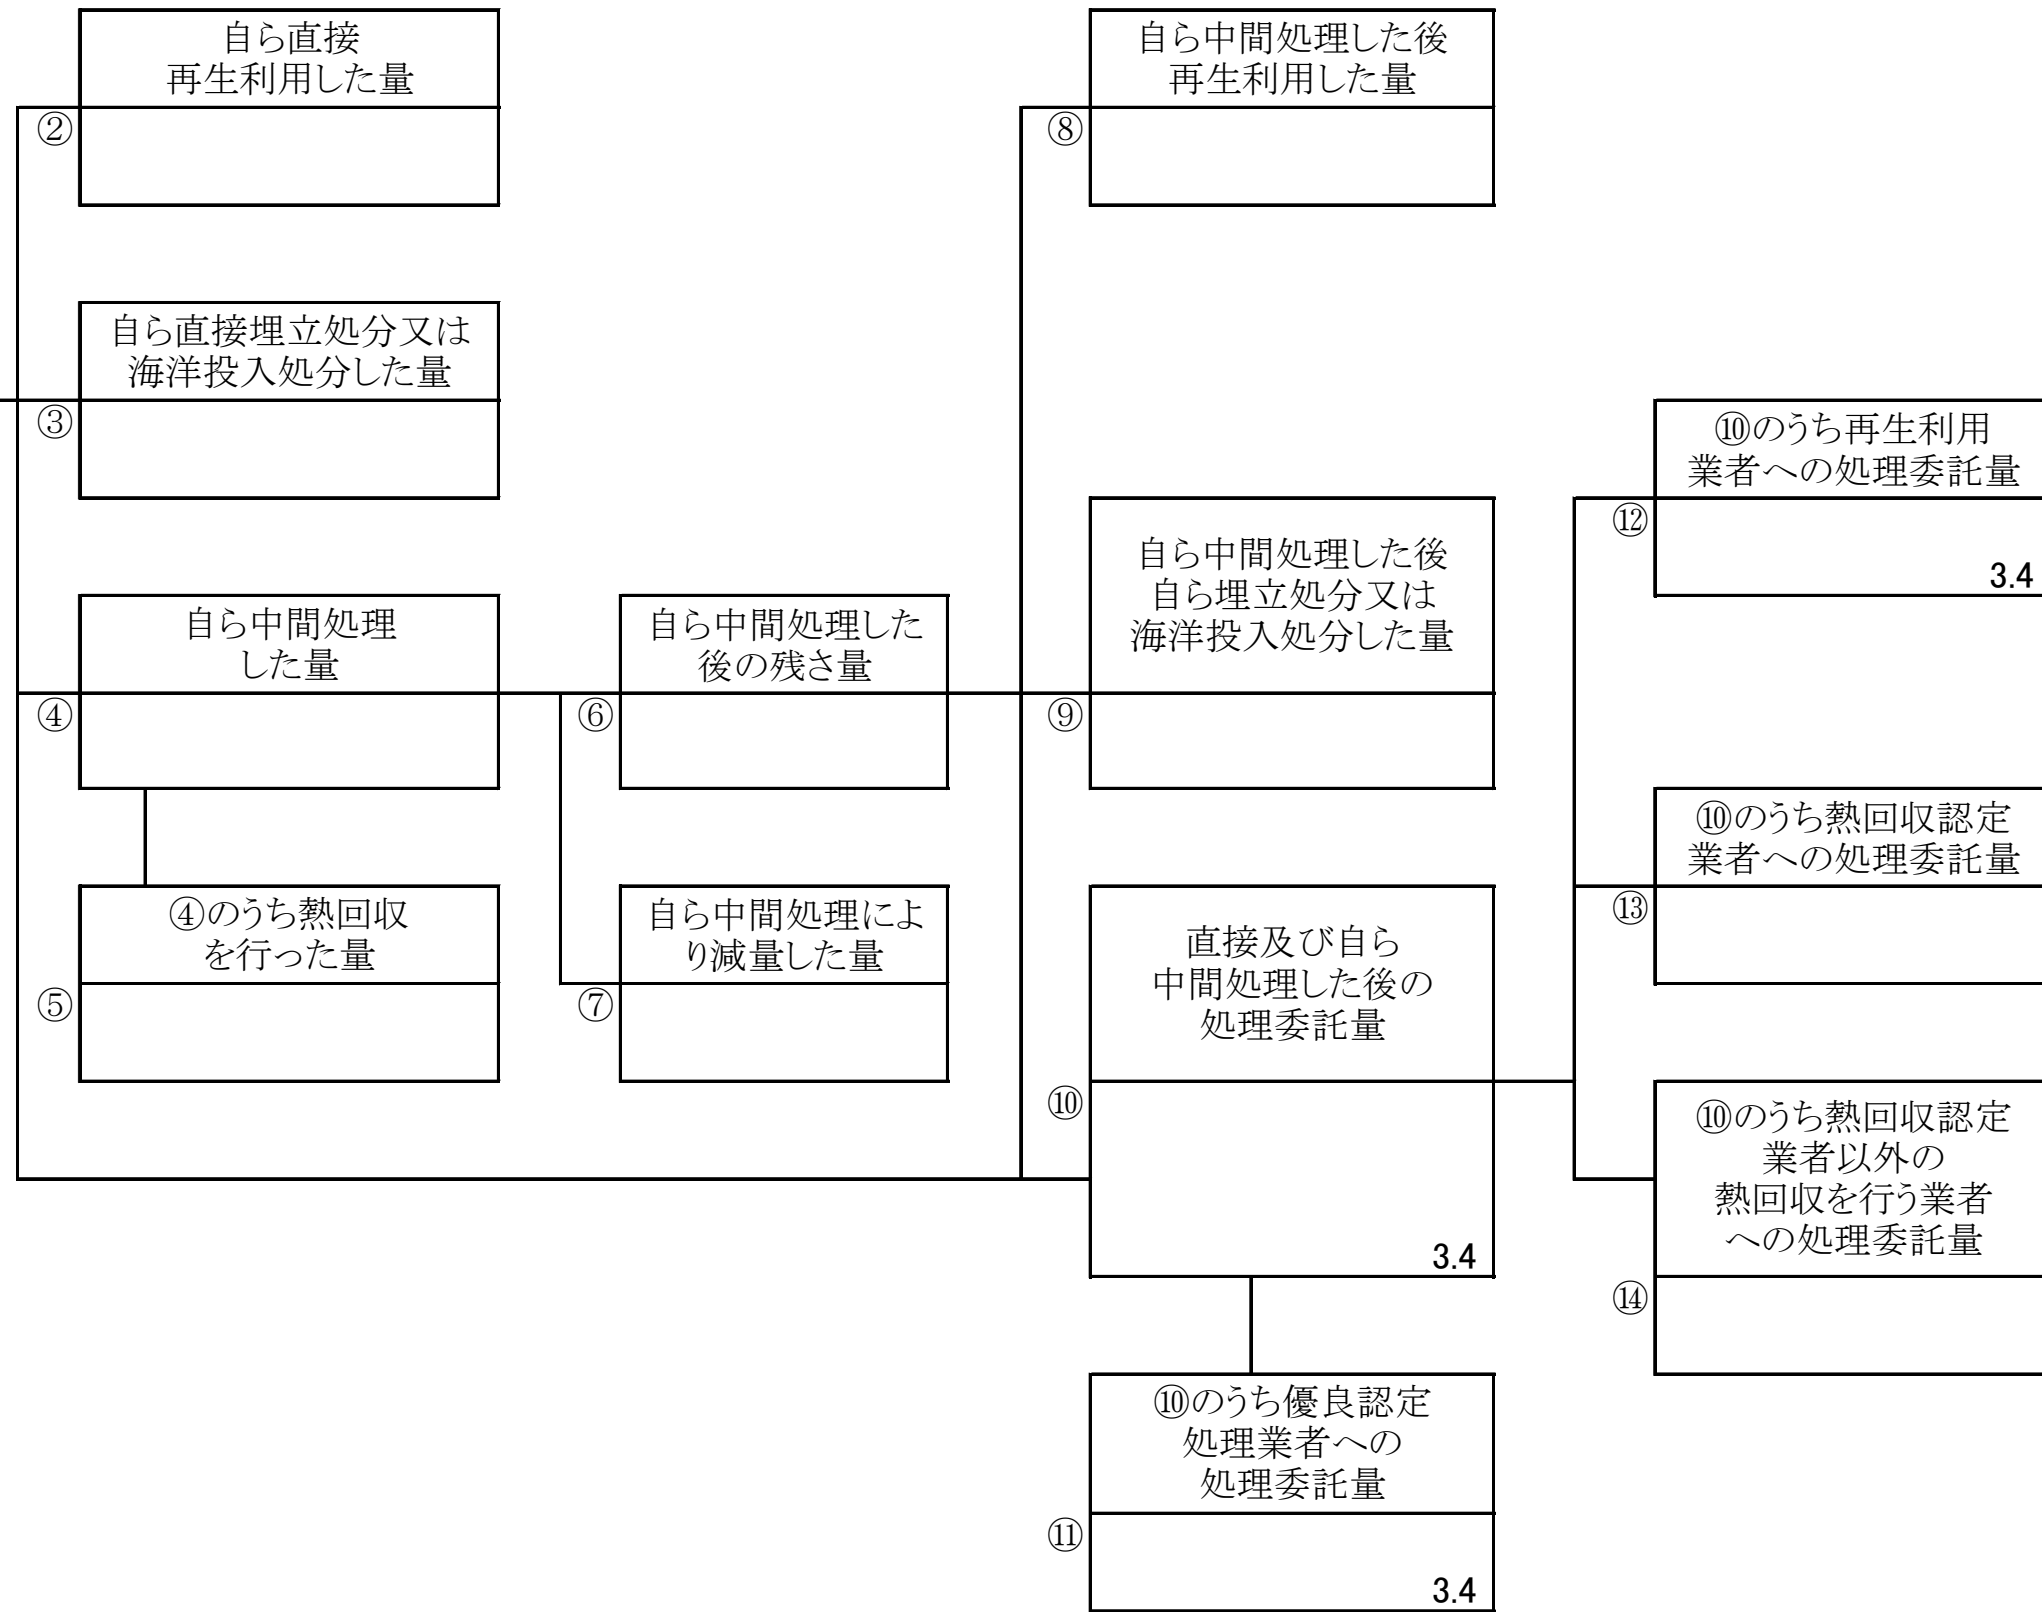 自ら直接
再生利用した量
②
自ら直接埋立処分又は
海洋投入処分した量
③
自ら中間処理
した量
④
④のうち熱回収
を行った量
⑤
自ら中間処理した
後の残さ量
⑥
自ら中間処理によ
り減量した量
⑦
自ら中間処理した後
再生利用した量
⑧
自ら中間処理した後
自ら埋立処分又は
海洋投入処分した量
⑨
直接及び自ら
中間処理した後の
処理委託量
⑩
3.4
⑩のうち優良認定
処理業者への
処理委託量
⑪
3.4
⑩のうち再生利用
業者への処理委託量
⑫
3.4
⑩のうち熱回収認定
業者への処理委託量
⑬
⑩のうち熱回収認定
業者以外の
熱回収を行う業者
への処理委託量
⑭